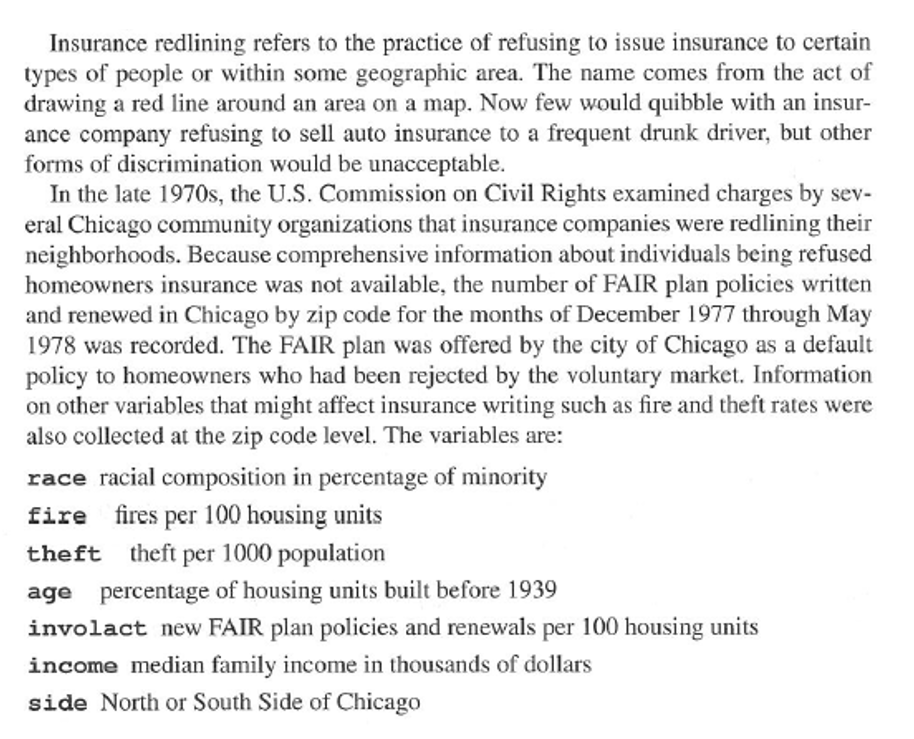 Insurance redlining refers to the practice of refusing to issue insurance to certain
types of people or within some geographic area. The name comes from the act of
drawing a red line around an area on a map. Now few would quibble with an insur-
ance company refusing to sell auto insurance to a frequent drunk driver, but other
forms of discrimination would be unacceptable.
In the late 1970s, the U.S. Commission on Civil Rights examined charges by sev-
eral Chicago community organizations that insurance companies were redlining their
neighborhoods. Because comprehensive information about individuals being refused
homeowners insurance was not available, the number of FAIR plan policies written
and renewed in Chicago by zip code for the months of December 1977 through May
1978 was recorded. The FAIR plan was offered by the city of Chicago as a default
policy to homeowners who had been rejected by the voluntary market. Information
on other variables that might affect insurance writing such as fire and theft rates were
also collected at the zip code level. The variables are:
race racial composition in percentage of minority
fire fires per 100 housing units
theft theft per 1000 population
age percentage of housing units built before 1939
involact new FAIR plan policies and renewals per 100 housing units
income median family income in thousands of dollars
side North or South Side of Chicago